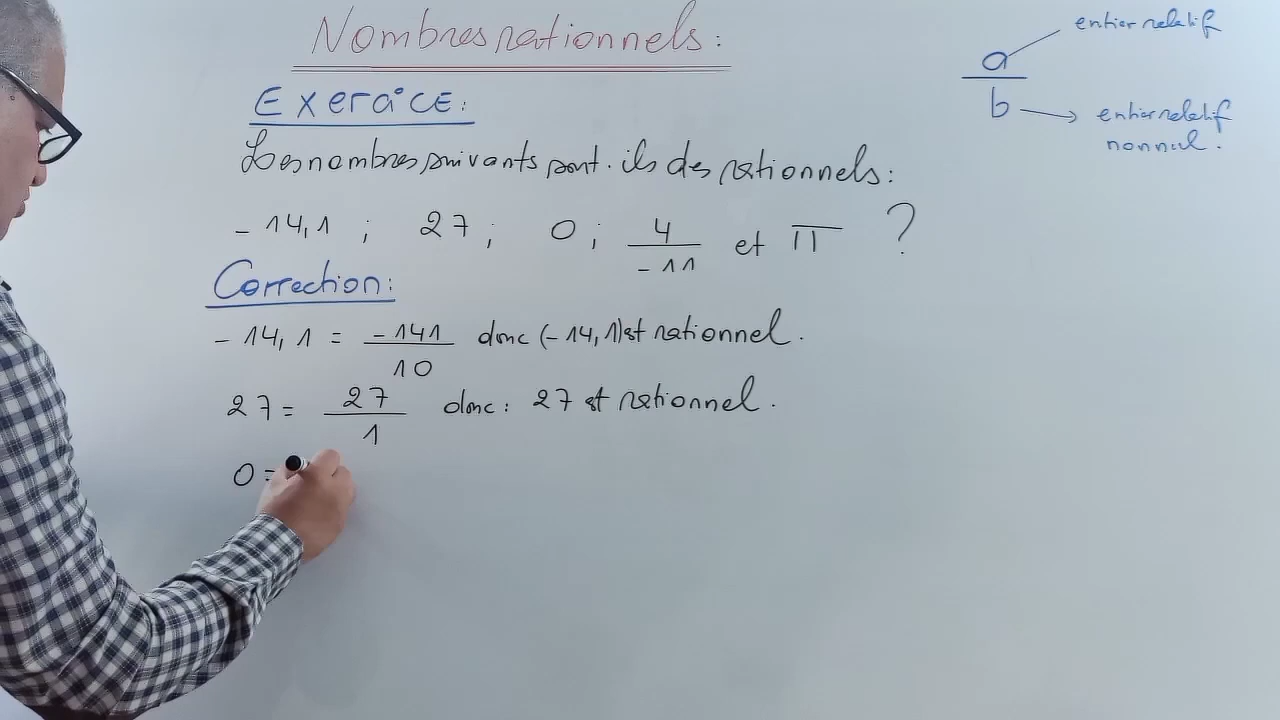 Nombres rationnels :
a → entier relatif
b → entier relatif
non nul .
Exercice :
Les nombres suivants sont-ils des rationnels :
- 14,1 ; 27 ; 0 ; 4/-11 et π ?
Correction :
- 14,1 = -141/10 donc (-14,1) est rationnel .
27 = 27/1 donc : 27 est rationnel .
0 =